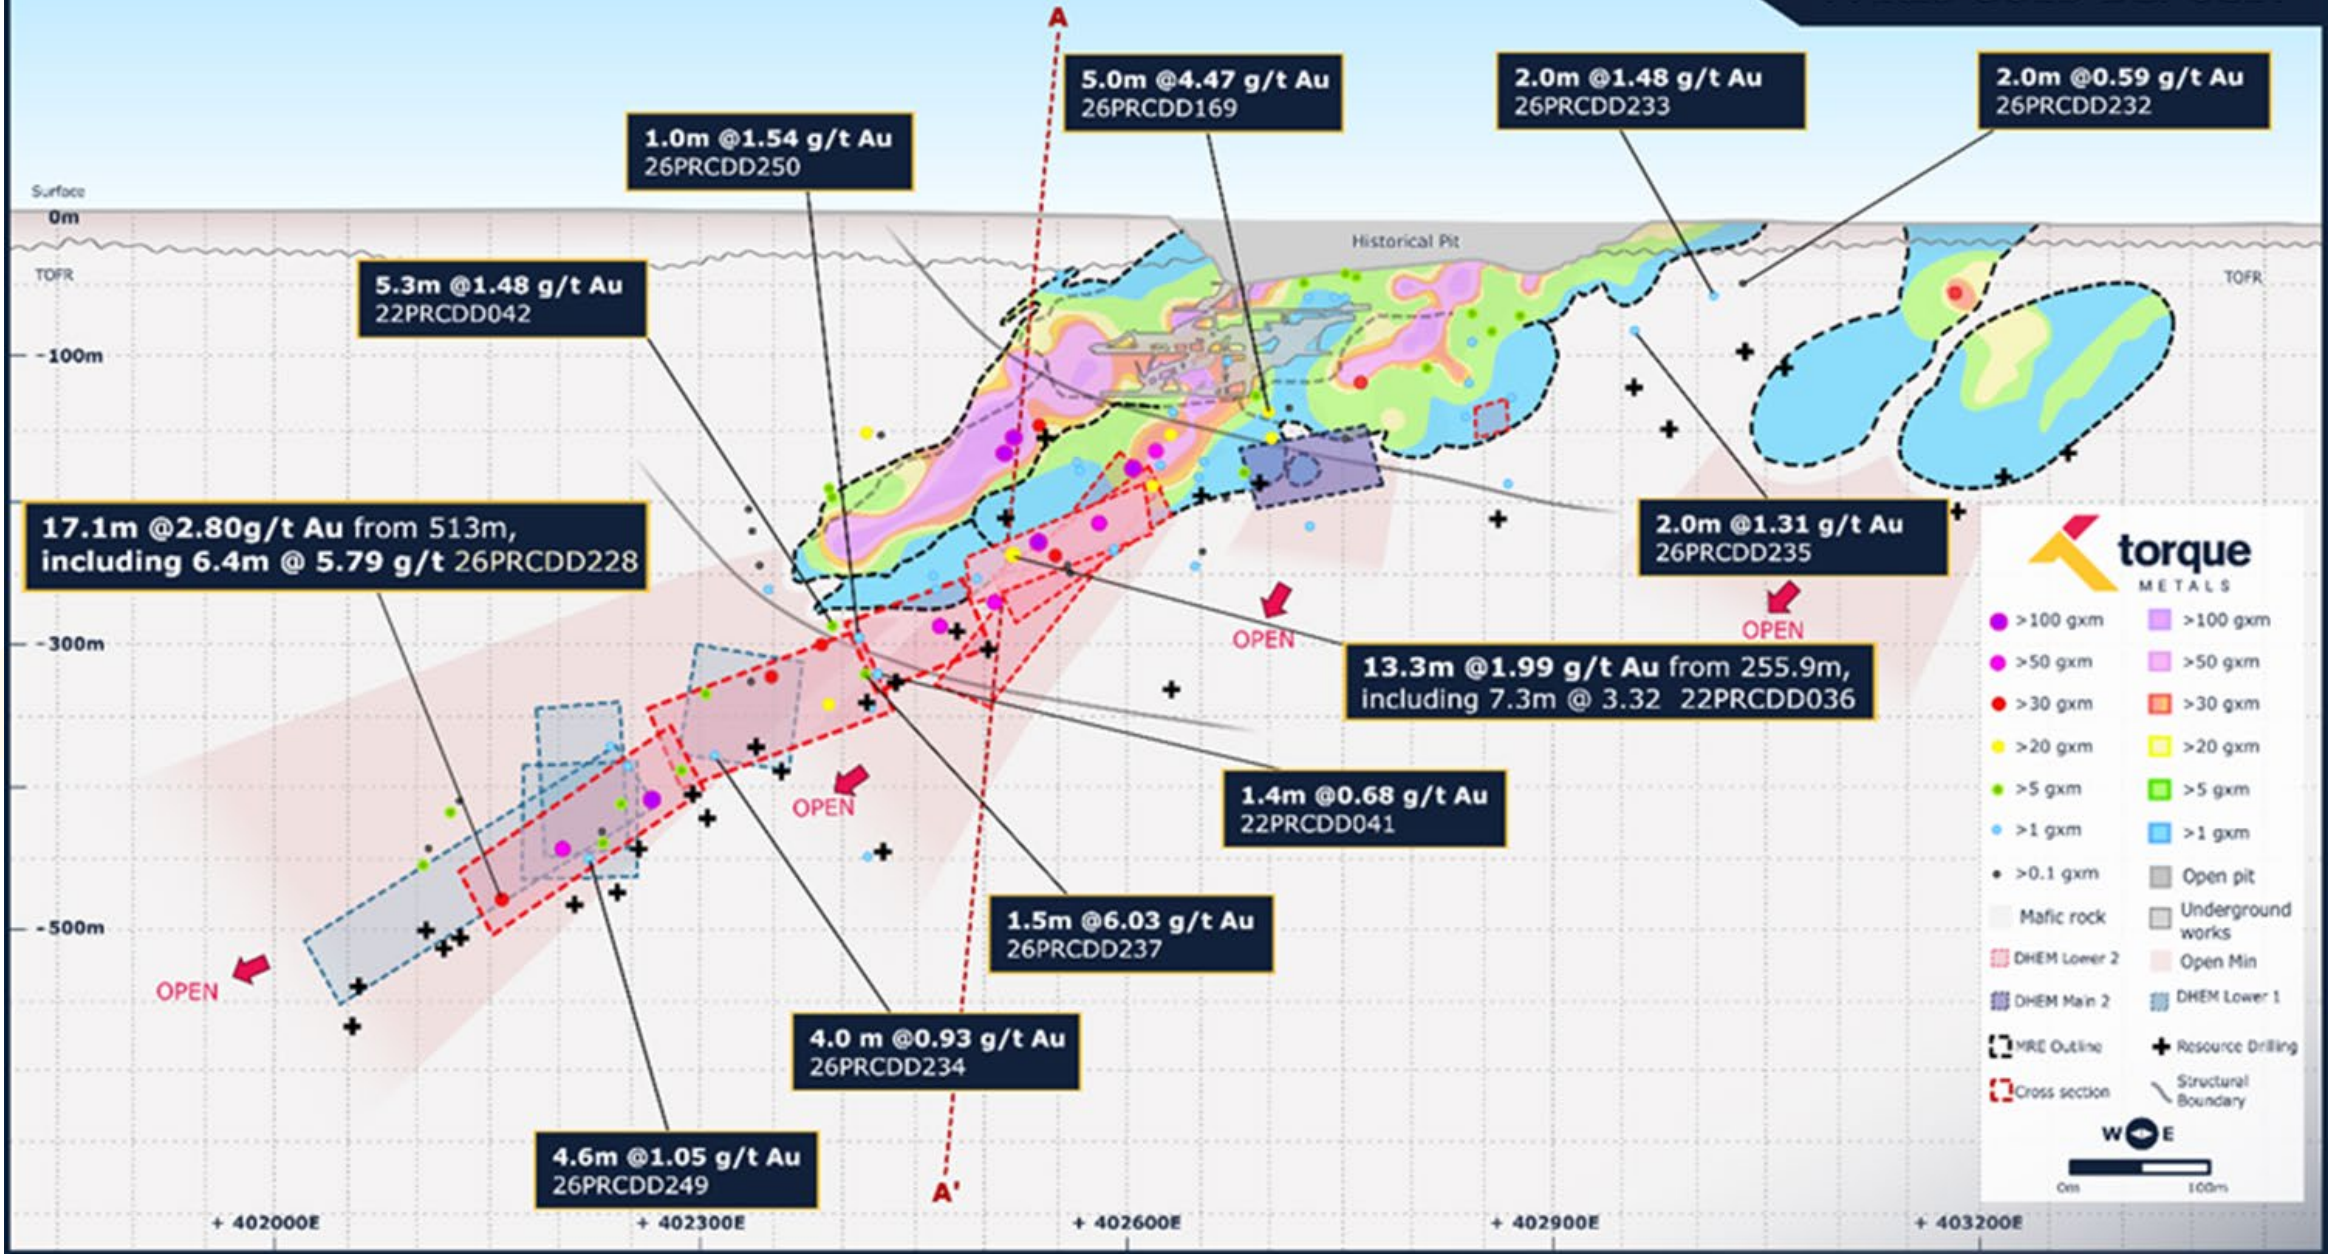 A
5.0m @4.47 g/t Au
26PRCDD169
2.0m @1.48 g/t Au
26PRCDD233
2.0m @0.59 g/t Au
26PRCDD232
1.0m @1.54 g/t Au
26PRCDD250
Surface
0m
Historical Pit
TOFR
TOFR
5.3m @1.48 g/t Au
22PRCDD042
-100m
17.1m @2.80g/t Au from 513m,
including 6.4m @ 5.79 g/t 26PRCDD228
2.0m @1.31 g/t Au
26PRCDD235
OPEN
OPEN
-300m
13.3m @1.99 g/t Au from 255.9m,
including 7.3m @ 3.32 22PRCDD036
OPEN
1.4m @0.68 g/t Au
22PRCDD041
-500m
1.5m @6.03 g/t Au
26PRCDD237
OPEN
4.0 m @0.93 g/t Au
26PRCDD234
4.6m @1.05 g/t Au
26PRCDD249
A'
+ 402000E
+ 402300E
+ 402600E
+ 402900E
+ 403200E
torque
METALS
>100 gxm
>100 gxm
>50 gxm
>50 gxm
>30 gxm
>30 gxm
>20 gxm
>20 gxm
>5 gxm
>5 gxm
>1 gxm
>1 gxm
>0.1 gxm
Open pit
Mafic rock
Underground
works
DHEM Lower 2
Open Min
DHEM Main 2
DHEM Lower 1
MRE Outline
Resource Drilling
Cross section
Structural
Boundary
W E
0m 100m